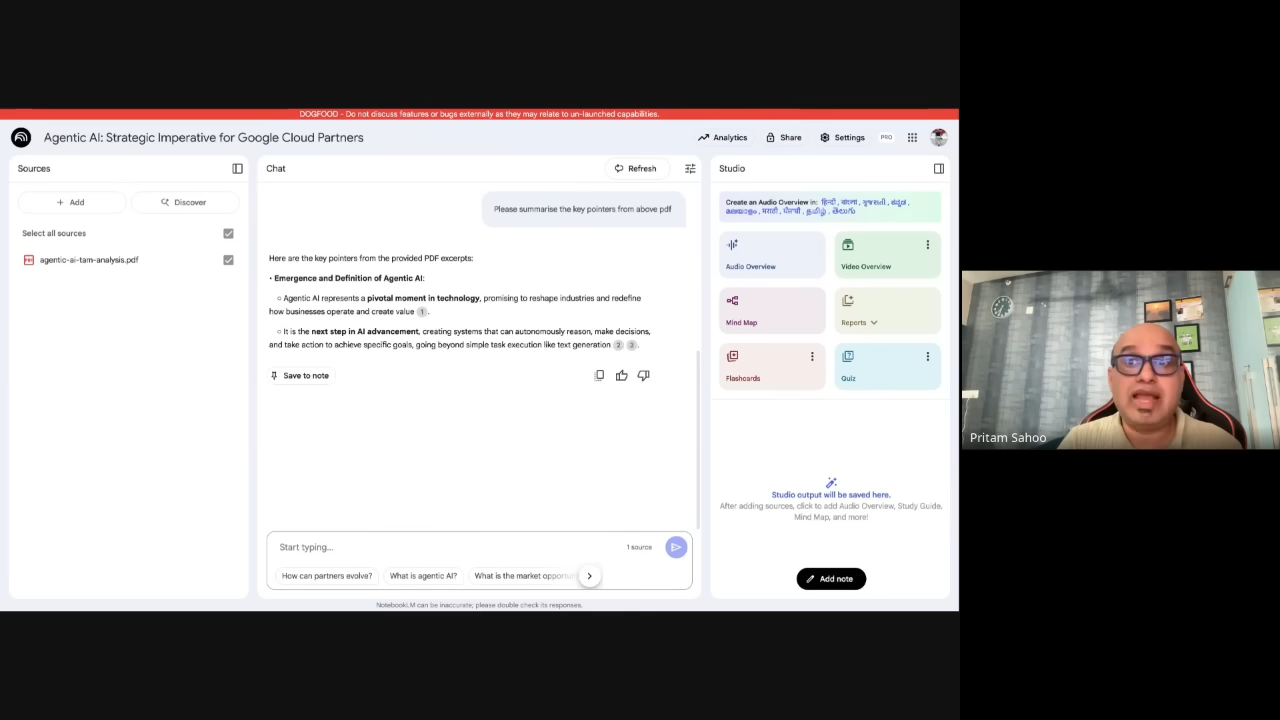 DOGFOOD - Do not discuss features or bugs externally as they may relate to un-launched capabilities.
Agentic AI: Strategic Imperative for Google Cloud Partners
Analytics
Share
Settings
PRO
Sources
Add
Discover
Select all sources
agentic-ai-tam-analysis.pdf
Chat
Refresh
Please summarise the key pointers from above pdf
Here are the key pointers from the provided PDF excerpts:
• Emergence and Definition of Agentic AI:
○ Agentic AI represents a pivotal moment in technology, promising to reshape industries and redefine
how businesses operate and create value 1.
○ It is the next step in AI advancement, creating systems that can autonomously reason, make decisions,
and take action to achieve specific goals, going beyond simple task execution like text generation 2 3.
Save to note
Start typing...
1 source
How can partners evolve?
What is agentic AI?
What is the market opportu
NotebookLM can be inaccurate; please double check its responses.
Studio
Create an Audio Overview in: हिन्दी, বাংলা, ગુજરાતી, ಕನ್ನಡ,
മലയാളം, मराठी, ਪੰਜਾਬੀ, தமிழ், తెలుగు
Audio Overview
Video Overview
Mind Map
Reports
Flashcards
Quiz
Studio output will be saved here.
After adding sources, click to add Audio Overview, Study Guide,
Mind Map, and more!
Add note
Pritam Sahoo